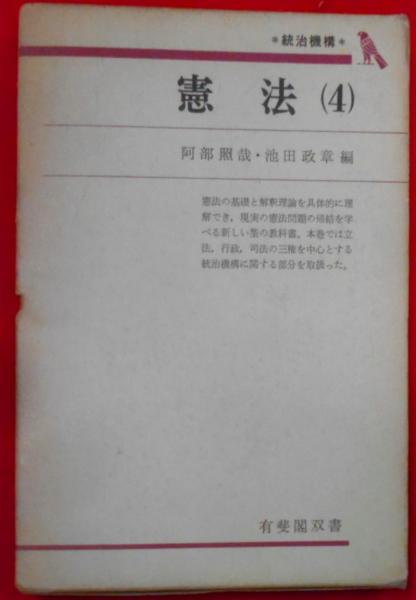 *統治機構*
憲法(4)
阿部照哉・池田政章編
憲法の基礎と解釈理論を具体的に理
解でき，現実の憲法問題の帰結を学
べる新しい型の教科書。本巻では立
法，行政，司法の三権を中心とする
統治機構に関する部分を取扱った。
有斐閣双書